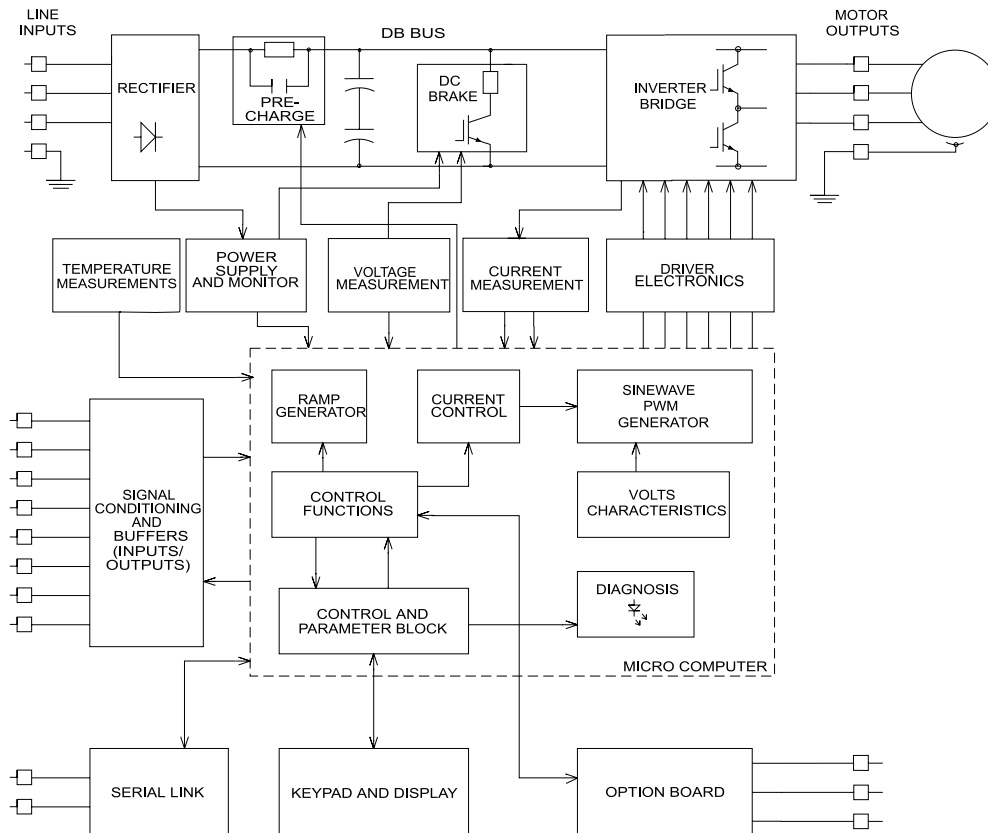 LINE
INPUTS
DB BUS
MOTOR
OUTPUTS
RECTIFIER
PRE-
CHARGE
DC
BRAKE
INVERTER
BRIDGE
TEMPERATURE
MEASUREMENTS
POWER
SUPPLY
AND MONITOR
VOLTAGE
MEASUREMENT
CURRENT
MEASUREMENT
DRIVER
ELECTRONICS
RAMP
GENERATOR
CURRENT
CONTROL
SINEWAVE
PWM
GENERATOR
SIGNAL
CONDITIONING
AND
BUFFERS
(INPUTS/
OUTPUTS)
CONTROL
FUNCTIONS
VOLTS
CHARACTERISTICS
CONTROL AND
PARAMETER BLOCK
DIAGNOSIS
MICRO COMPUTER
SERIAL LINK
KEYPAD AND DISPLAY
OPTION BOARD